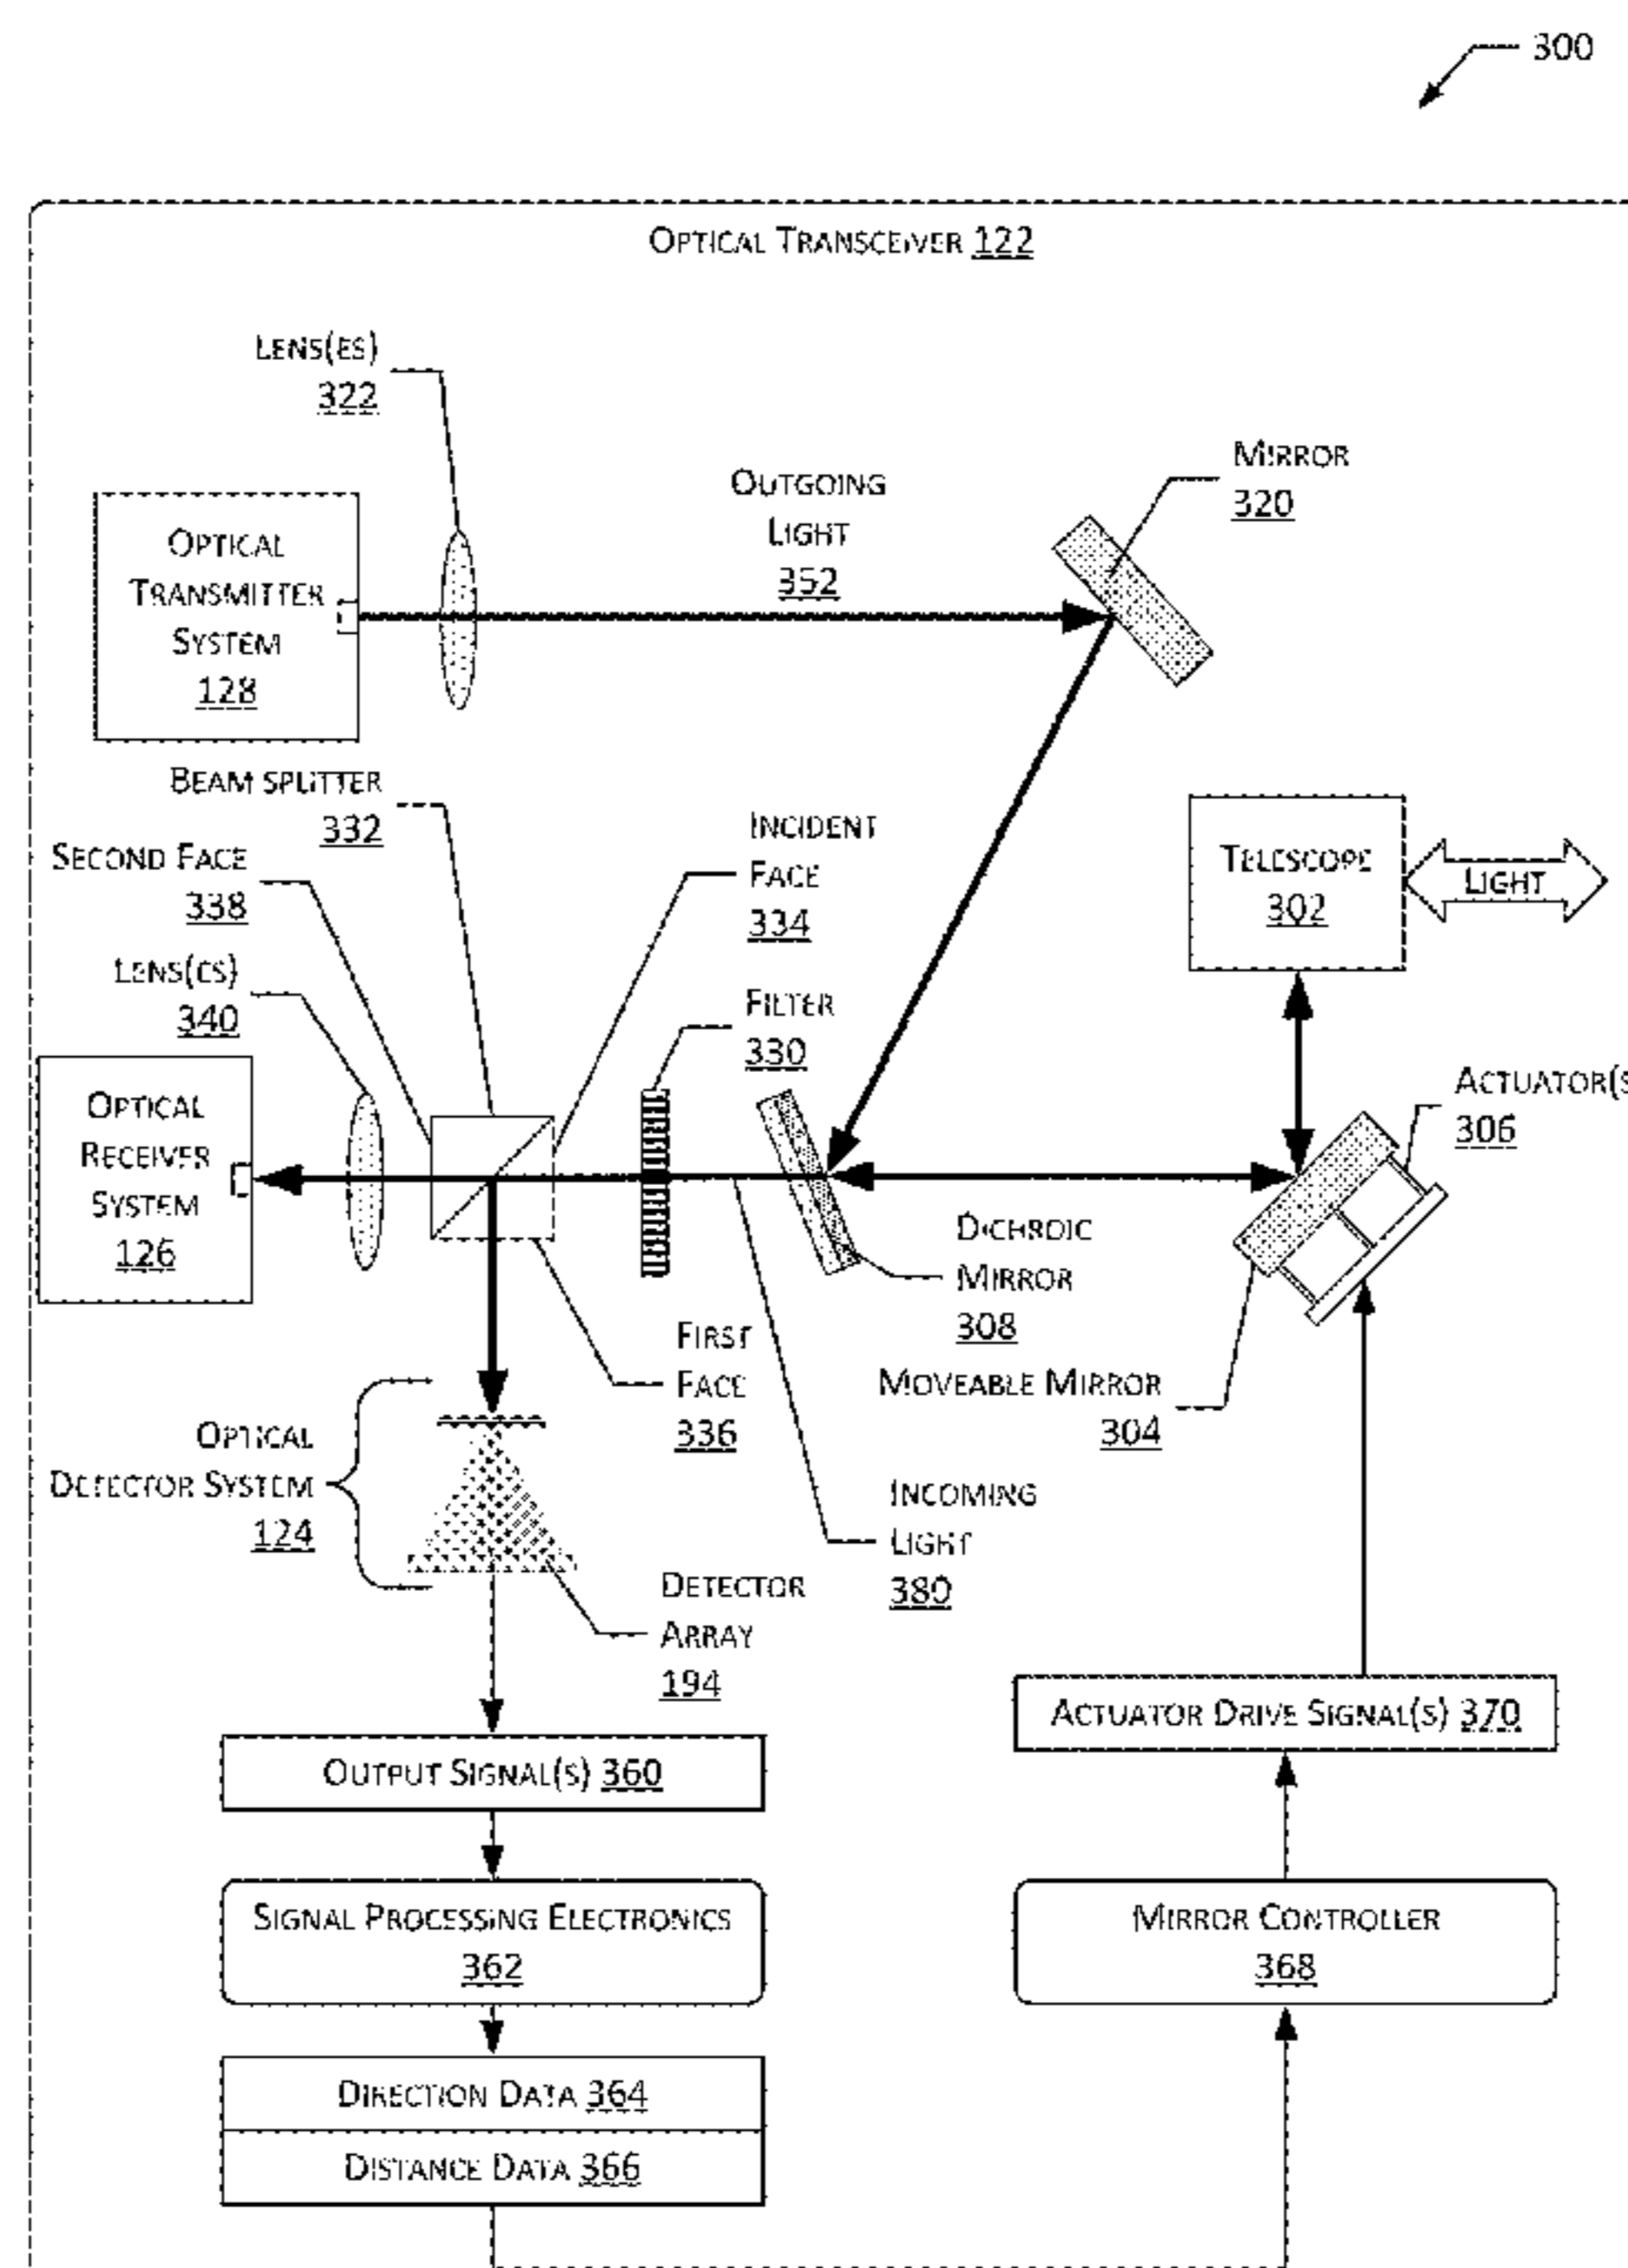 300
OPTICAL TRANSCEIVER 122
LENS(ES)
322
OUTGOING
LIGHT
352
MIRROR
320
OPTICAL
TRANSMITTER
SYSTEM
128
BEAM SPLITTER
332
SECOND FACE
338
INCIDENT
FACE
334
TELESCOPE
302
LIGHT
LENS(ES)
340
FILTER
330
ACTUATOR(S
306
OPTICAL
RECEIVER
SYSTEM
126
DICHROIC
MIRROR
308
FIRST
FACE
336
MOVEABLE MIRROR
304
OPTICAL
DETECTOR SYSTEM
124
INCOMING
LIGHT
380
DETECTOR
ARRAY
194
ACTUATOR DRIVE SIGNAL(S) 370
OUTPUT SIGNAL(S) 360
SIGNAL PROCESSING ELECTRONICS
362
MIRROR CONTROLLER
368
DIRECTION DATA 364
DISTANCE DATA 366